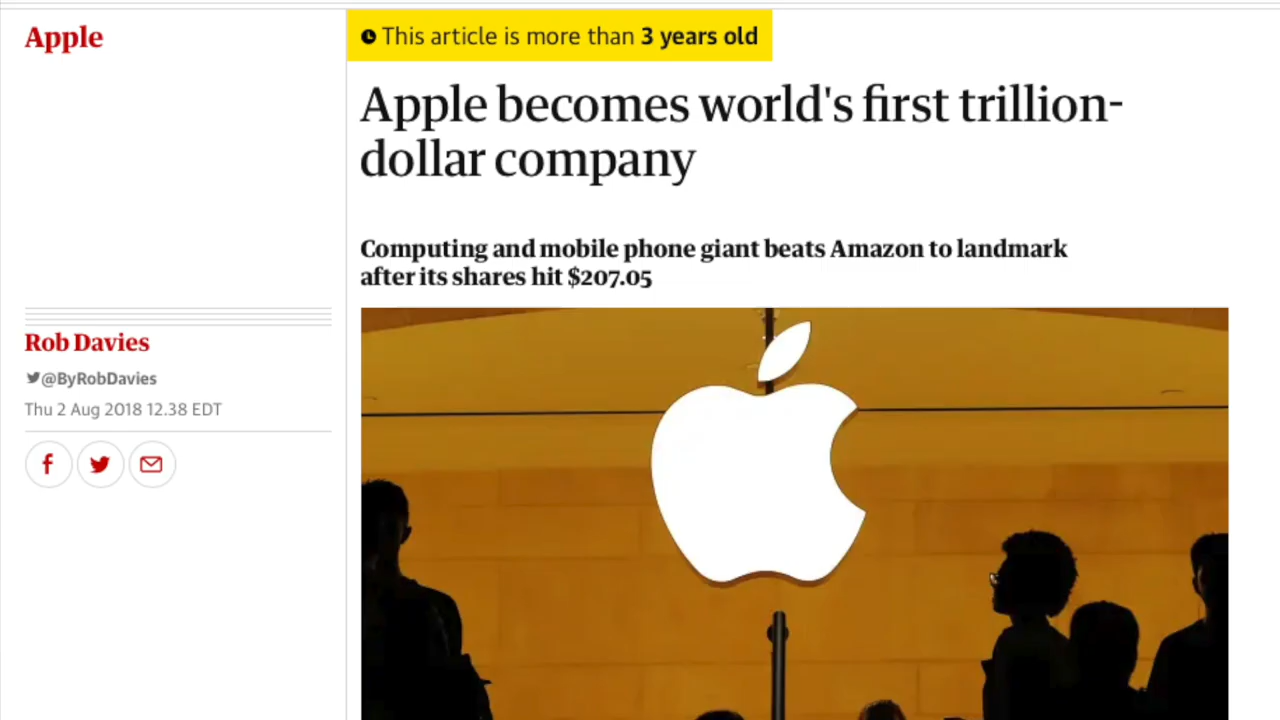 Apple
This article is more than 3 years old
Apple becomes world's first trillion-
dollar company
Computing and mobile phone giant beats Amazon to landmark
after its shares hit $207.05
Rob Davies
@ByRobDavies
Thu 2 Aug 2018 12.38 EDT